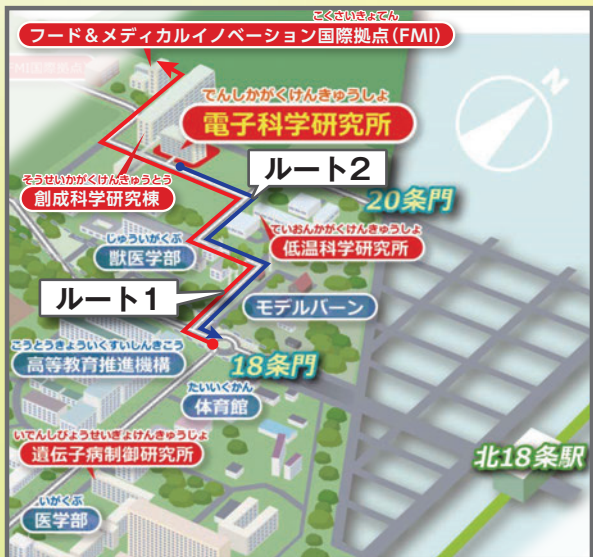 こくさいきょてん
フード＆メディカルイノベーション国際拠点（FMI）
FMI国際拠点
でんしかがくけんきゅうしょ
電子科学研究所
ルート2
そうせいかがくけんきゅうとう
創成科学研究棟
20条門
ていおんかがくけんきゅうしょ
低温科学研究所
じゅういがくぶ
獣医学部
ルート1
モデルバーン
こうとうきょういくすいしんきこう
高等教育推進機構
18条門
たいいくかん
体育館
いでんしびょうせいぎょけんきゅうじょ
遺伝子病制御研究所
北18条駅
いがくぶ
医学部
N